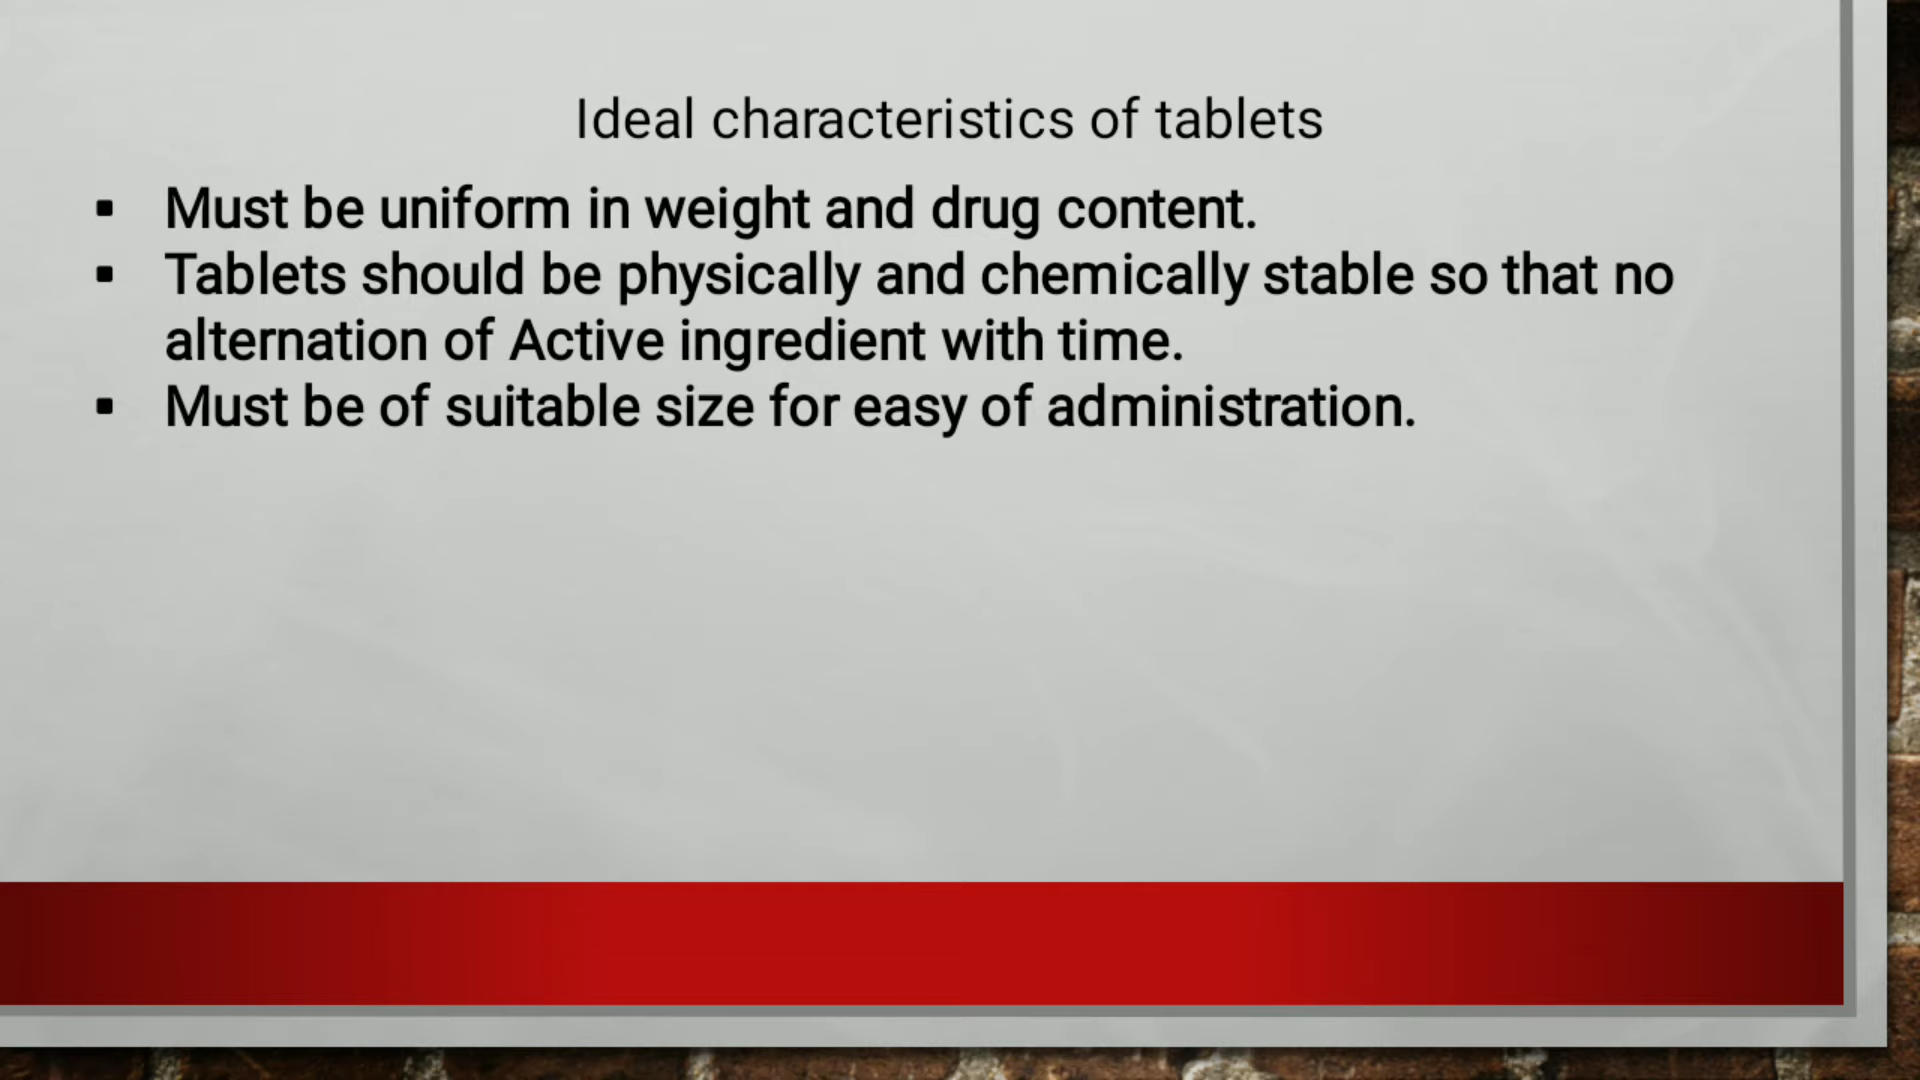 Ideal characteristics of tablets
▪ Must be uniform in weight and drug content.
▪ Tablets should be physically and chemically stable so that no
alternation of Active ingredient with time.
▪ Must be of suitable size for easy of administration.